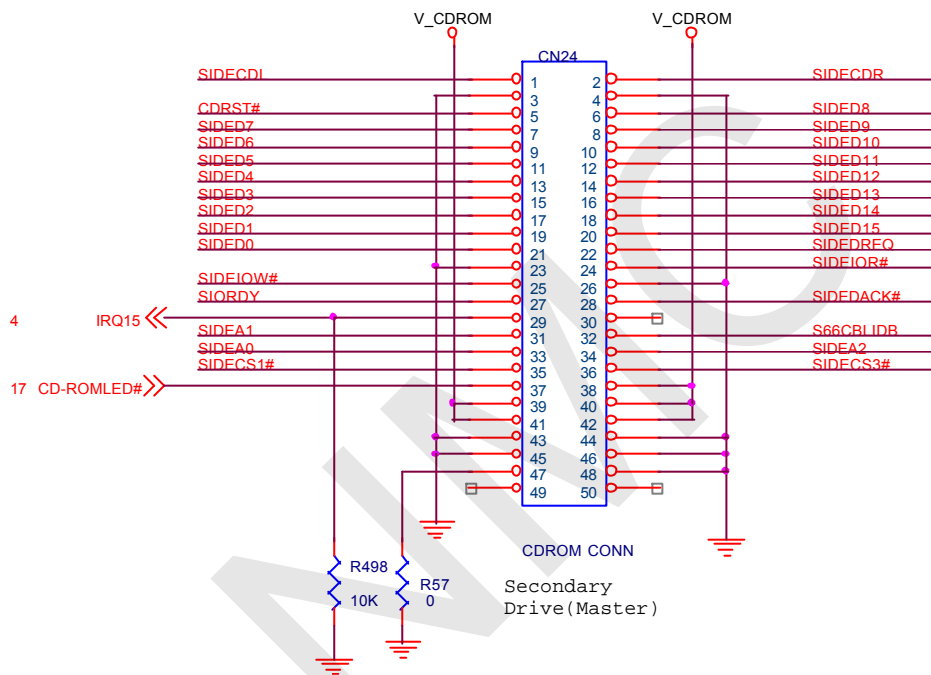 V_CDROM V_CDROM
CN24
SIDECDL 1 2 SIDECDR
3 4
CDRST# 5 6 SIDED8
SIDED7 7 8 SIDED9
SIDED6 9 10 SIDED10
SIDED5 11 12 SIDED11
SIDED4 13 14 SIDED12
SIDED3 15 16 SIDED13
SIDED2 17 18 SIDED14
SIDED1 19 20 SIDED15
SIDED0 21 22 SIDEDREQ
23 24 SIDEIOR#
SIDEIOW# 25 26
SIORDY 27 28 SIDEDACK#
4 IRQ15 29 30
SIDEA1 31 32 S66CBLIDB
SIDEA0 33 34 SIDEA2
SIDECS1# 35 36 SIDECS3#
17 CD-ROMLED# 37 38
39 40
41 42
43 44
45 46
47 48
49 50
CDROM CONN
R498
10K
R57
0
Secondary
Drive(Master)